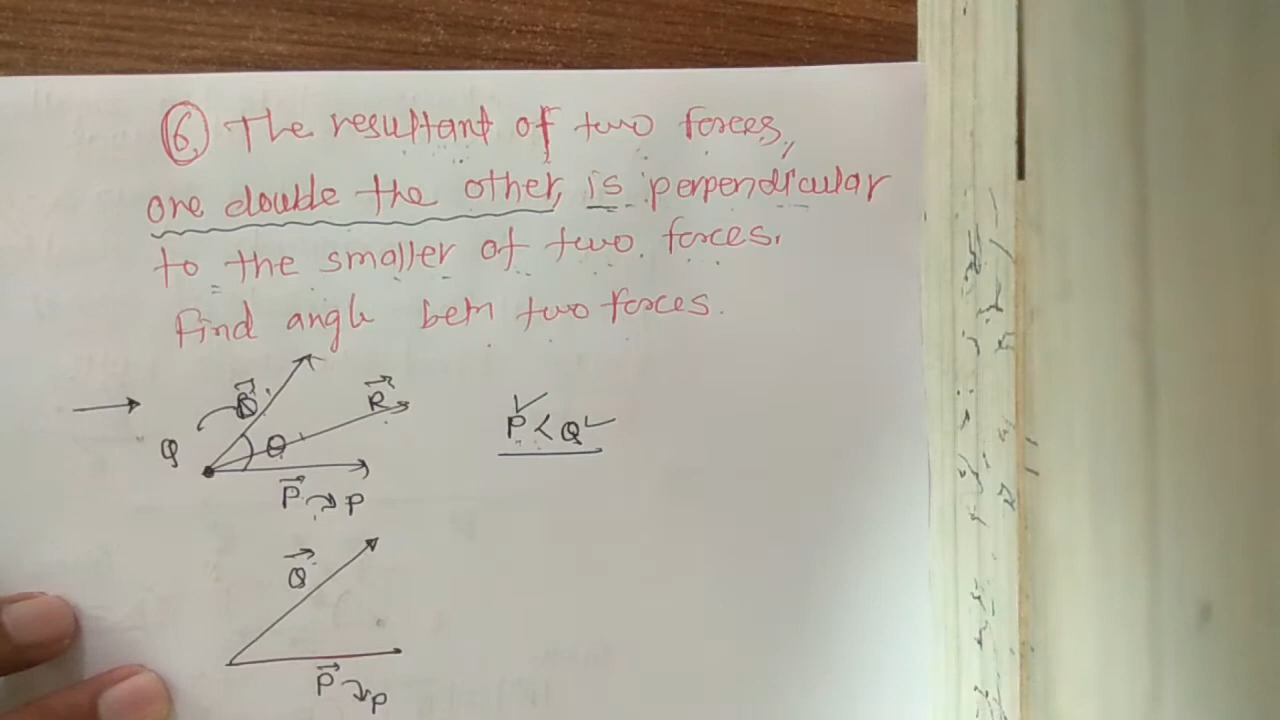 6. The resultant of two forces,
one double the other, is perpendicular
to the smaller of two forces.
Find angle betn two forces.
B R
Q θ
P P
P < Q
Q
P P